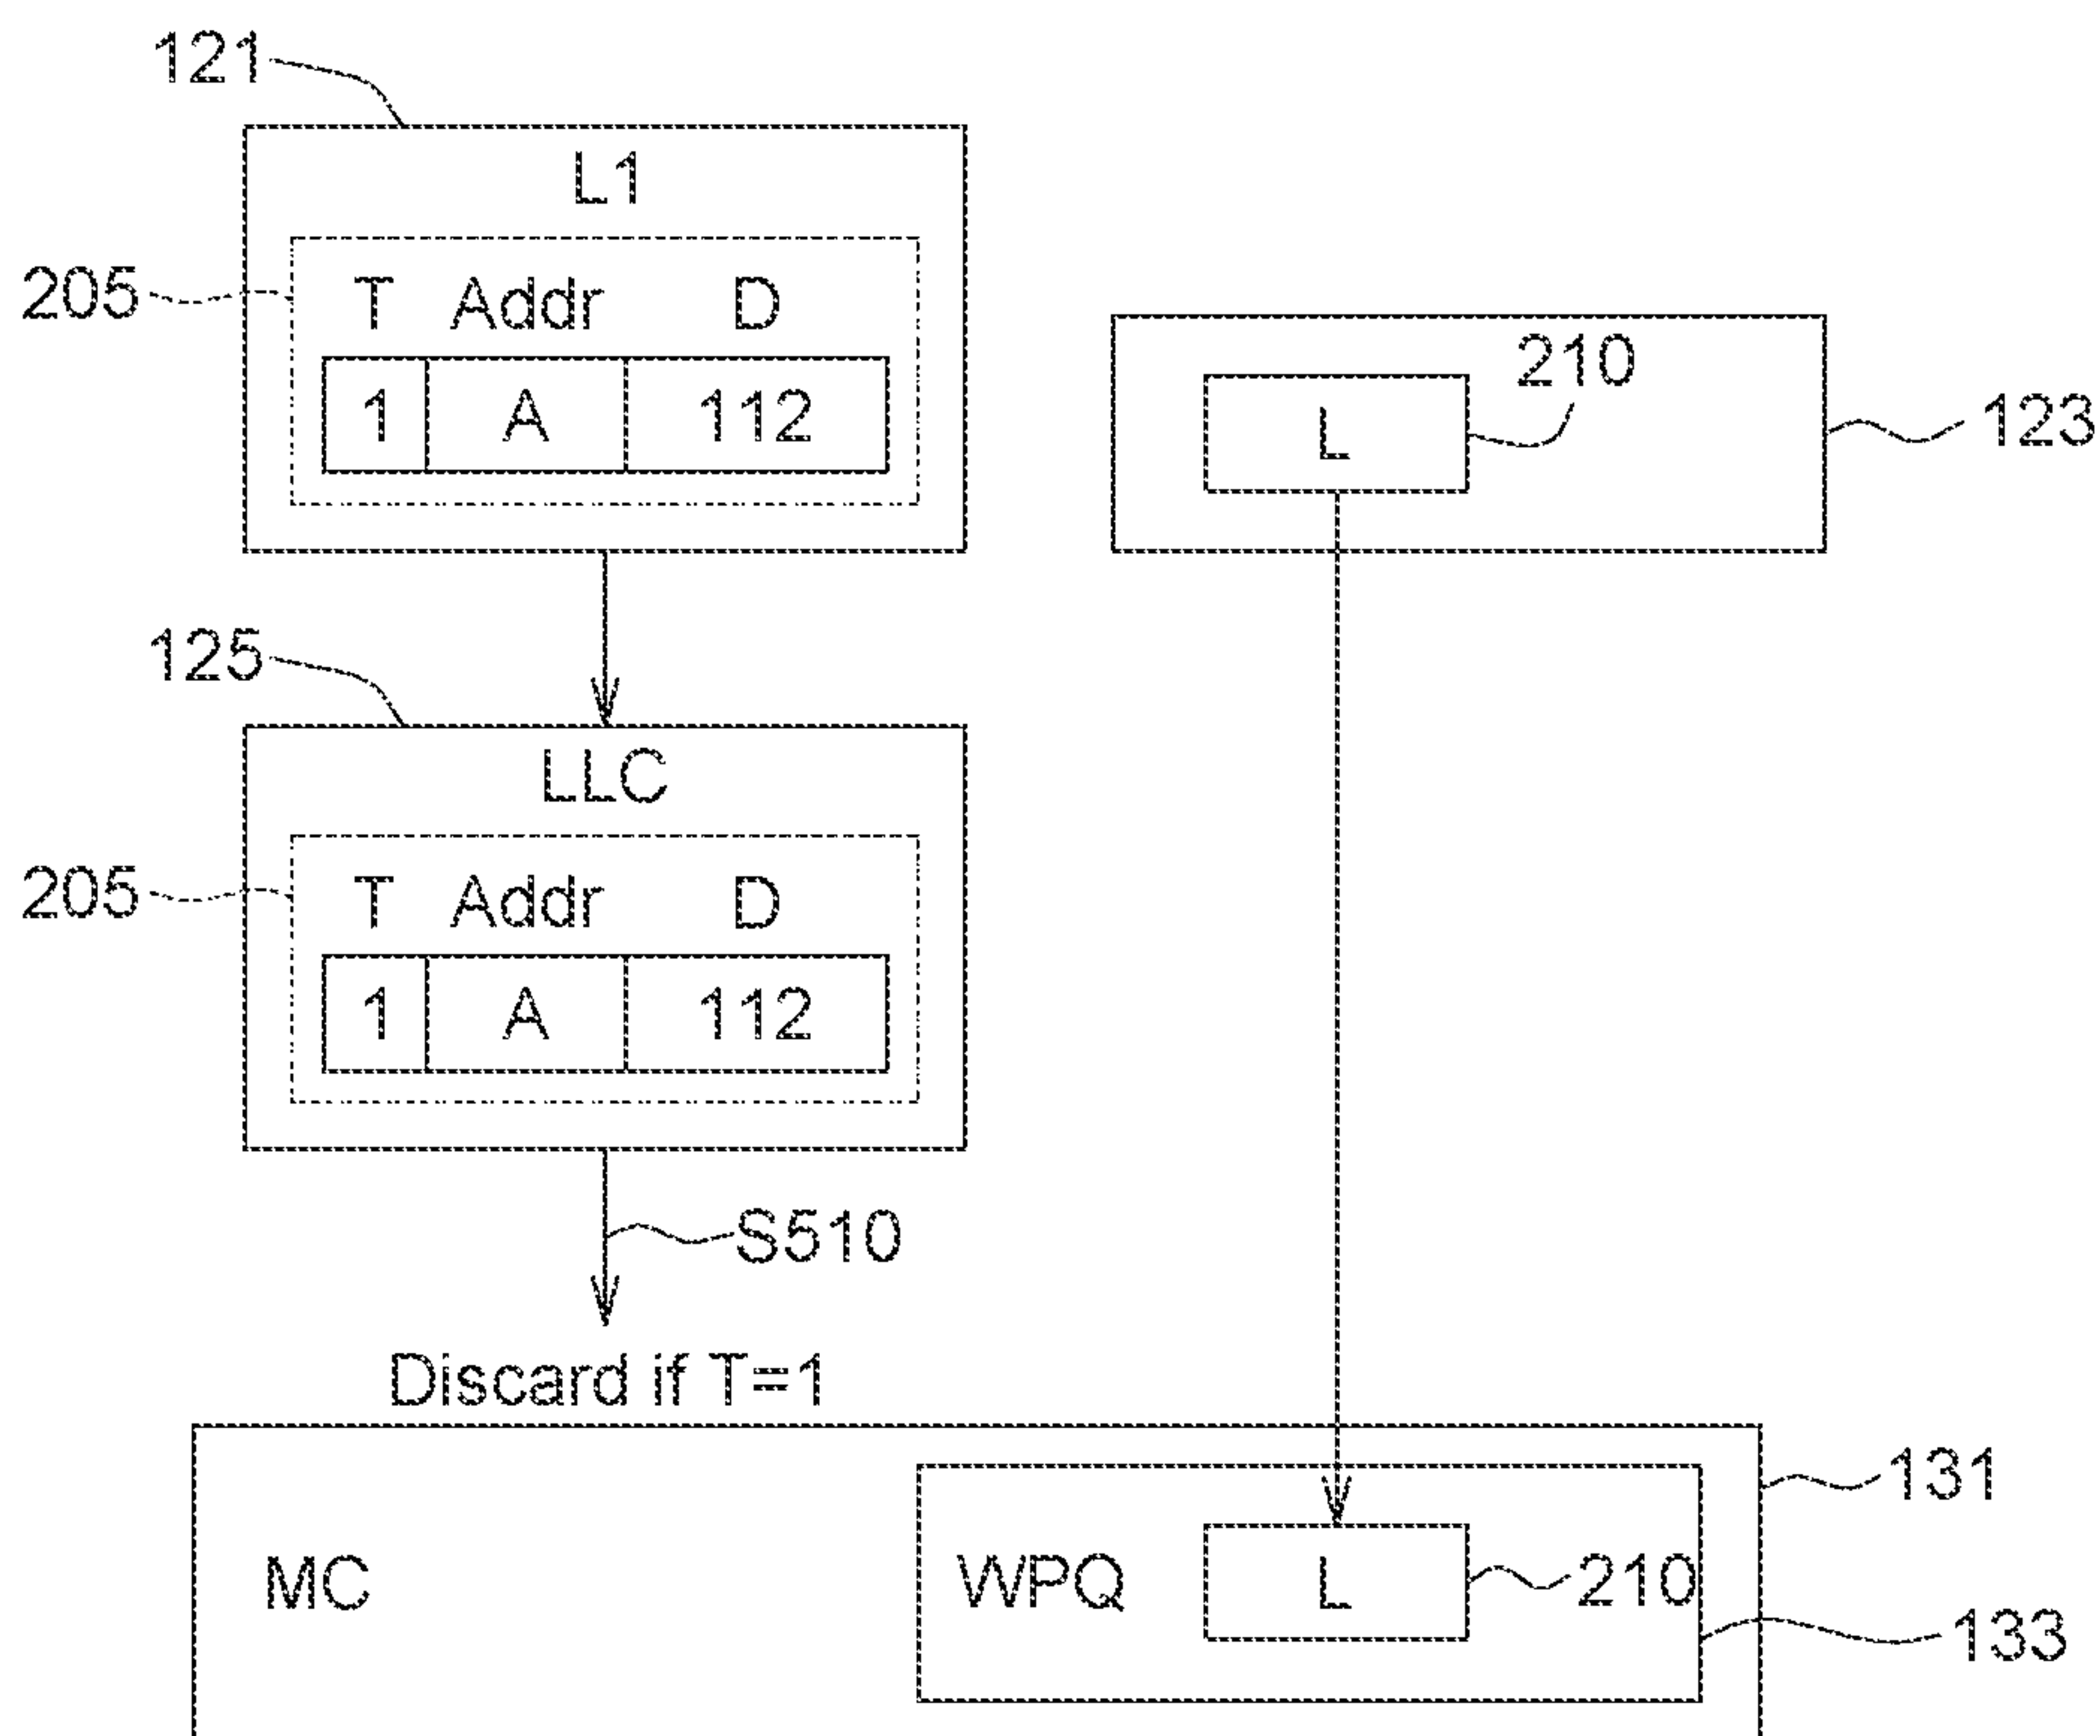 121
L1
205
T Addr D
1 A 112
L
210
123
125
LLC
205
T Addr D
1 A 112
S510
Discard if T=1
131
MC
WPQ
L
210
133